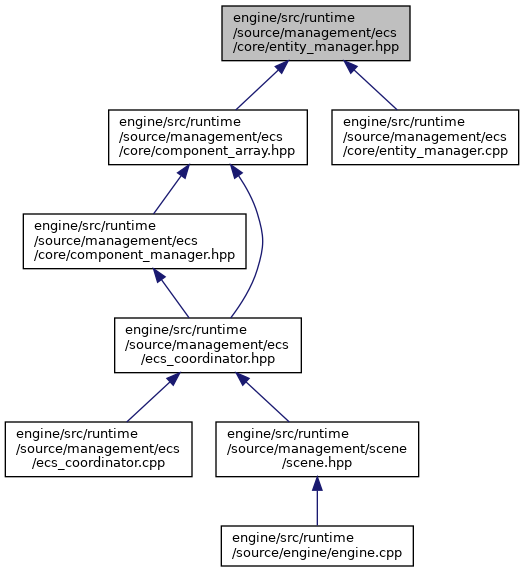 engine/src/runtime
/source/management/ecs
/core/entity_manager.hpp
engine/src/runtime
/source/management/ecs
/core/component_array.hpp
engine/src/runtime
/source/management/ecs
/core/entity_manager.cpp
engine/src/runtime
/source/management/ecs
/core/component_manager.hpp
engine/src/runtime
/source/management/ecs
/ecs_coordinator.hpp
engine/src/runtime
/source/management/ecs
/ecs_coordinator.cpp
engine/src/runtime
/source/management/scene
/scene.hpp
engine/src/runtime
/source/engine/engine.cpp